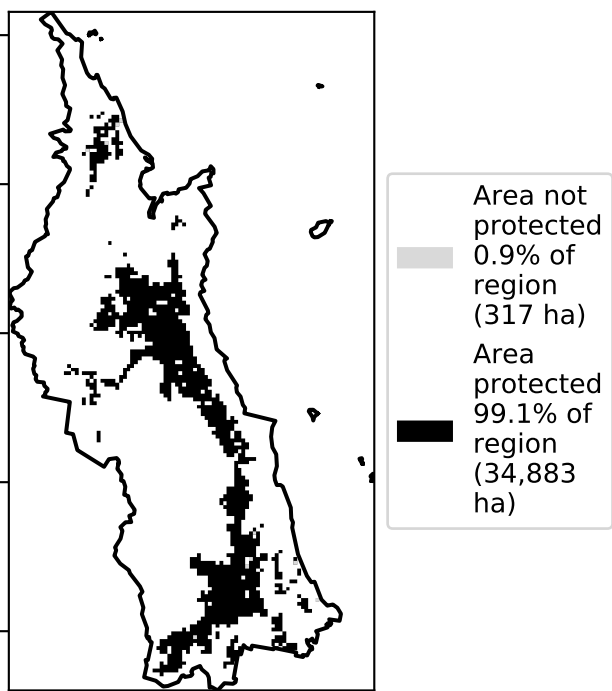 Area not
protected
0.9% of
region
(317 ha)
Area
protected
99.1% of
region
(34,883
ha)